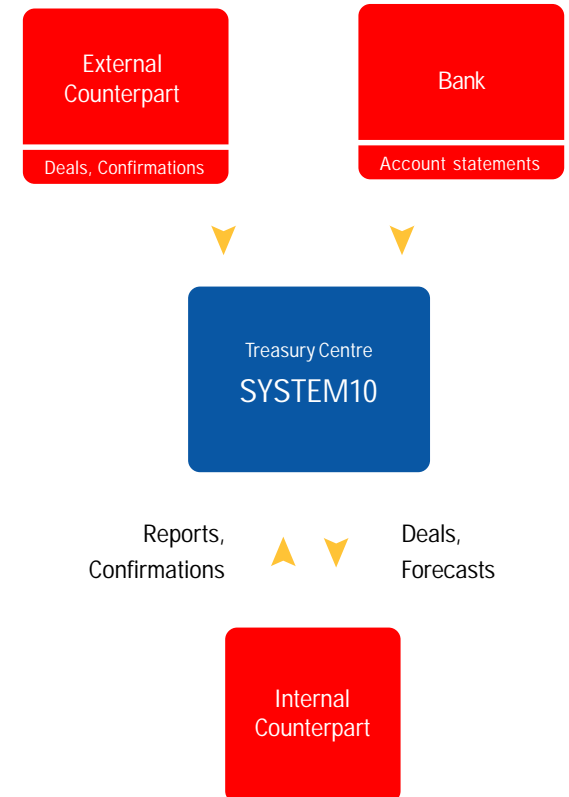 External
Counterpart
Deals, Confirmations
Bank
Account statements
Treasury Centre
SYSTEM10
Reports,
Confirmations
Deals,
Forecasts
Internal
Counterpart